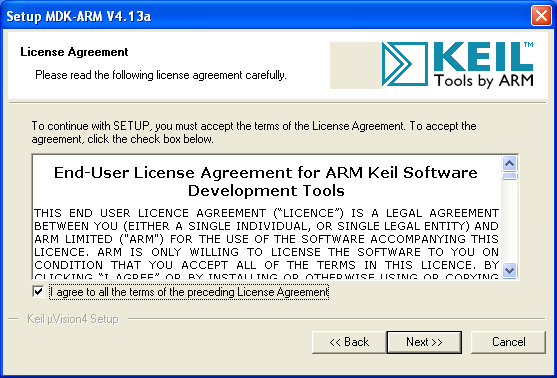 Setup MDK-ARM V4.13a
License Agreement
Please read the following license agreement carefully.
KEIL™
Tools by ARM
To continue with SETUP, you must accept the terms of the License Agreement. To accept the
agreement, click the check box below.
End-User License Agreement for ARM Keil Software
Development Tools
THIS END USER LICENCE AGREEMENT ("LICENCE") IS A LEGAL AGREEMENT
BETWEEN YOU (EITHER A SINGLE INDIVIDUAL, OR SINGLE LEGAL ENTITY) AND
ARM LIMITED ("ARM") FOR THE USE OF THE SOFTWARE ACCOMPANYING THIS
LICENCE. ARM IS ONLY WILLING TO LICENSE THE SOFTWARE TO YOU ON
CONDITION THAT YOU ACCEPT ALL OF THE TERMS IN THIS LICENCE. BY
CLICKING "I AGREE" OR BY INSTALLING OR OTHERWISE USING OR COPYING
I agree to all the terms of the preceding License Agreement
Keil µVision4 Setup
<< Back
Next >>
Cancel